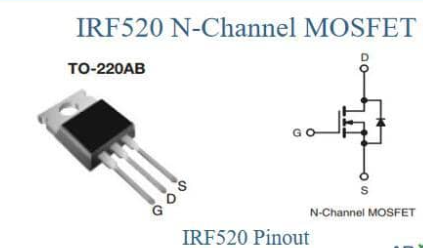 IRF520 N-Channel MOSFET
TO-220AB
D
G
S
S
D
G
N-Channel MOSFET
IRF520 Pinout